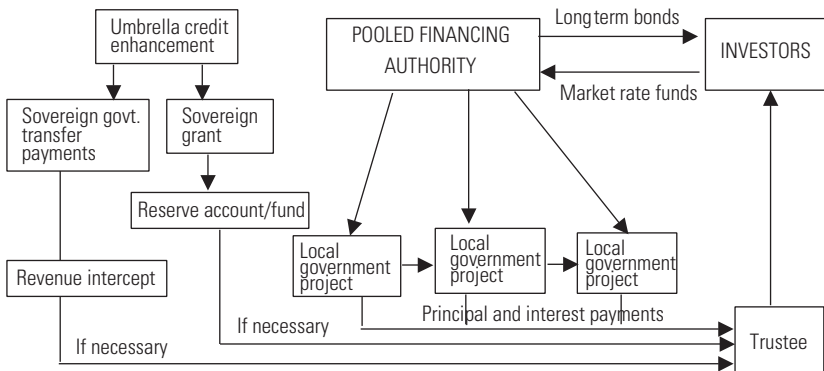 Umbrella credit
enhancement
POOLED FINANCING
AUTHORITY
Long term bonds
INVESTORS
Market rate funds
Sovereign govt.
transfer
payments
Sovereign
grant
Reserve account/fund
Local
government
project
Local
government
project
Local
government
project
Revenue intercept
Principal and interest payments
If necessary
If necessary
Trustee